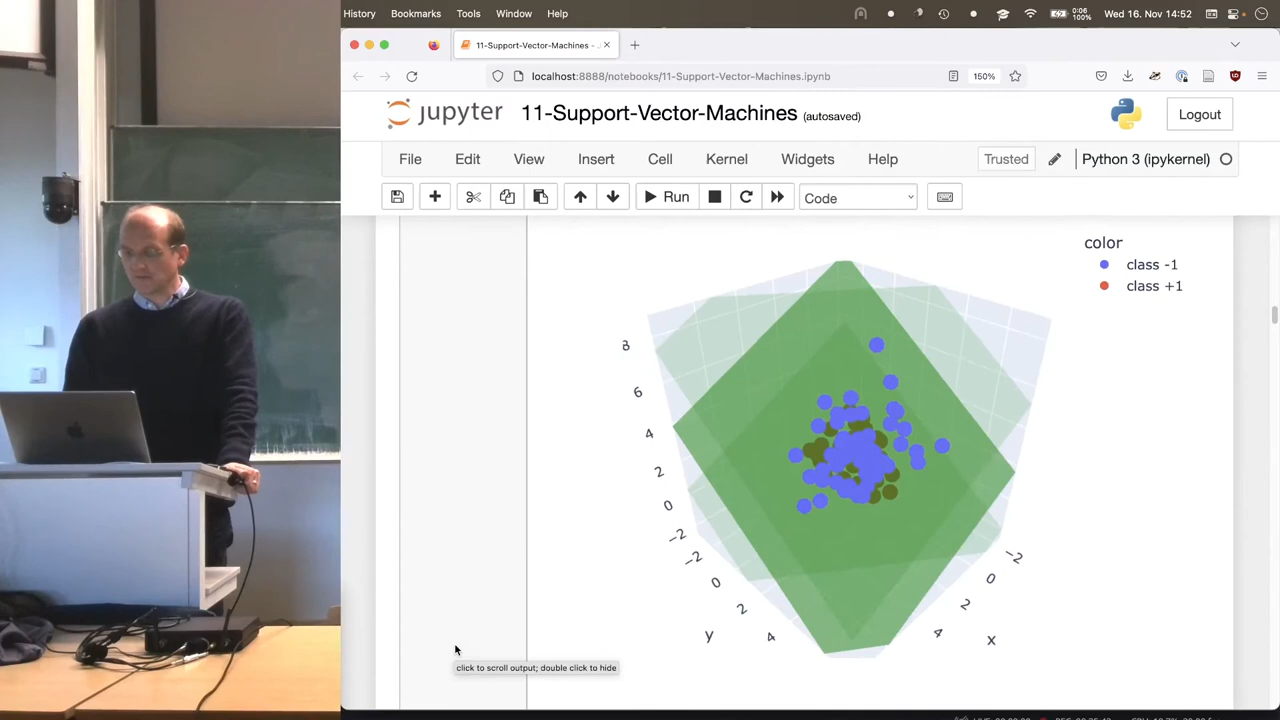 History Bookmarks Tools Window Help 0:06 100% Wed 16. Nov 14:52
11-Support-Vector-Machines - J
localhost:8888/notebooks/11-Support-Vector-Machines.ipynb 150%
jupyter 11-Support-Vector-Machines (autosaved) Logout
File Edit View Insert Cell Kernel Widgets Help Trusted Python 3 (ipykernel)
Run Code
color
class -1
class +1
8
6
4
2
0
−2
−2
0
2
4
y
−2
0
2
4
x
click to scroll output; double click to hide